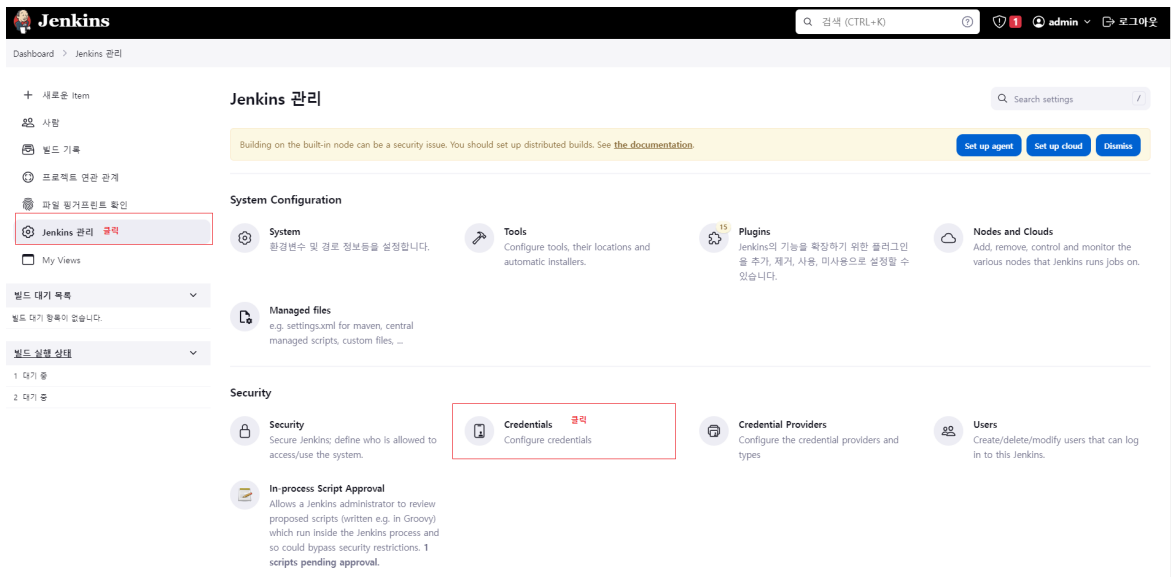 Jenkins
검색 (CTRL+K)
1
admin
로그아웃
Dashboard > Jenkins 관리
새로운 Item
사람
빌드 기록
프로젝트 연관 관계
파일 핑거프린트 확인
Jenkins 관리 클릭
My Views
빌드 대기 목록
빌드 대기 항목이 없습니다.
빌드 실행 상태
1 대기 중
2 대기 중
Jenkins 관리
Search settings /
Building on the built-in node can be a security issue. You should set up distributed builds. See the documentation.
Set up agent
Set up cloud
Dismiss
System Configuration
System
환경변수 및 경로 정보등을 설정합니다.
Tools
Configure tools, their locations and
automatic installers.
15
Plugins
Jenkins의 기능을 확장하기 위한 플러그인
을 추가, 제거, 사용, 미사용으로 설정할 수
있습니다.
Nodes and Clouds
Add, remove, control and monitor the
various nodes that Jenkins runs jobs on.
Managed files
e.g. settings.xml for maven, central
managed scripts, custom files, ...
Security
Security
Secure Jenkins; define who is allowed to
access/use the system.
Credentials 클릭
Configure credentials
Credential Providers
Configure the credential providers and
types
Users
Create/delete/modify users that can log
in to this Jenkins.
In-process Script Approval
Allows a Jenkins administrator to review
proposed scripts (written e.g. in Groovy)
which run inside the Jenkins process and
so could bypass security restrictions. 1
scripts pending approval.